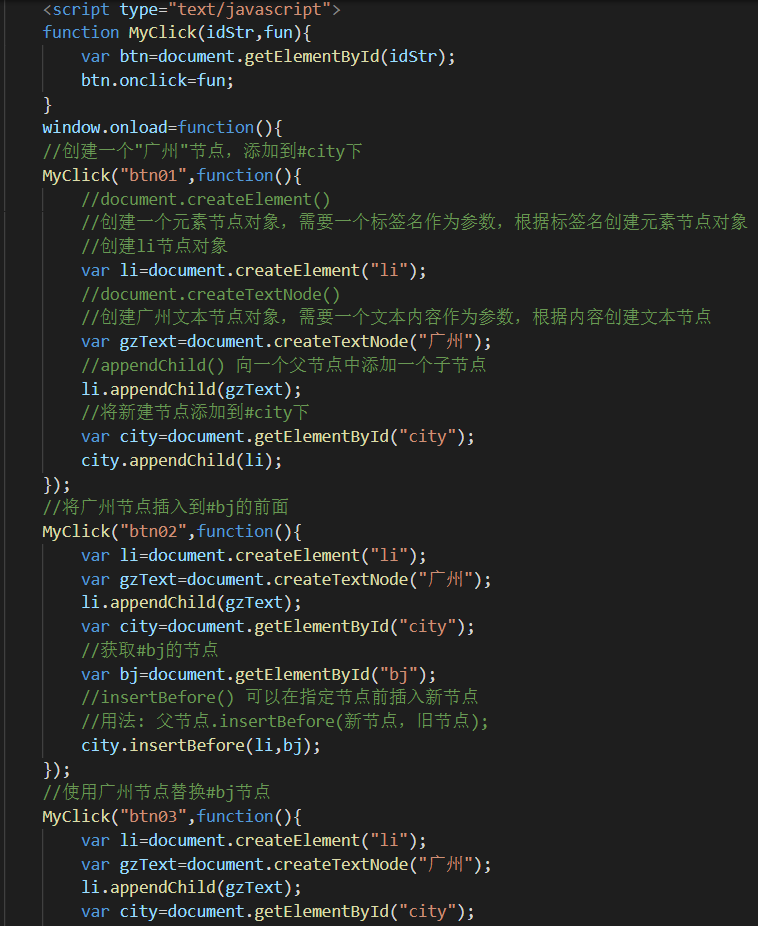 <script type="text/javascript">
function MyClick(idStr,fun){
var btn=document.getElementById(idStr);
btn.onclick=fun;
}
window.onload=function(){
//创建一个"广州"节点，添加到#city下
MyClick("btn01",function(){
//document.createElement()
//创建一个元素节点对象，需要一个标签名作为参数，根据标签名创建元素节点对象
//创建li节点对象
var li=document.createElement("li");
//document.createTextNode()
//创建广州文本节点对象，需要一个文本内容作为参数，根据内容创建文本节点
var gzText=document.createTextNode("广州");
//appendChild() 向一个父节点中添加一个子节点
li.appendChild(gzText);
//将新建节点添加到#city下
var city=document.getElementById("city");
city.appendChild(li);
});
//将广州节点插入到#bj的前面
MyClick("btn02",function(){
var li=document.createElement("li");
var gzText=document.createTextNode("广州");
li.appendChild(gzText);
var city=document.getElementById("city");
//获取#bj的节点
var bj=document.getElementById("bj");
//insertBefore() 可以在指定节点前插入新节点
//用法: 父节点.insertBefore(新节点，旧节点);
city.insertBefore(li,bj);
});
//使用广州节点替换#bj节点
MyClick("btn03",function(){
var li=document.createElement("li");
var gzText=document.createTextNode("广州");
li.appendChild(gzText);
var city=document.getElementById("city");